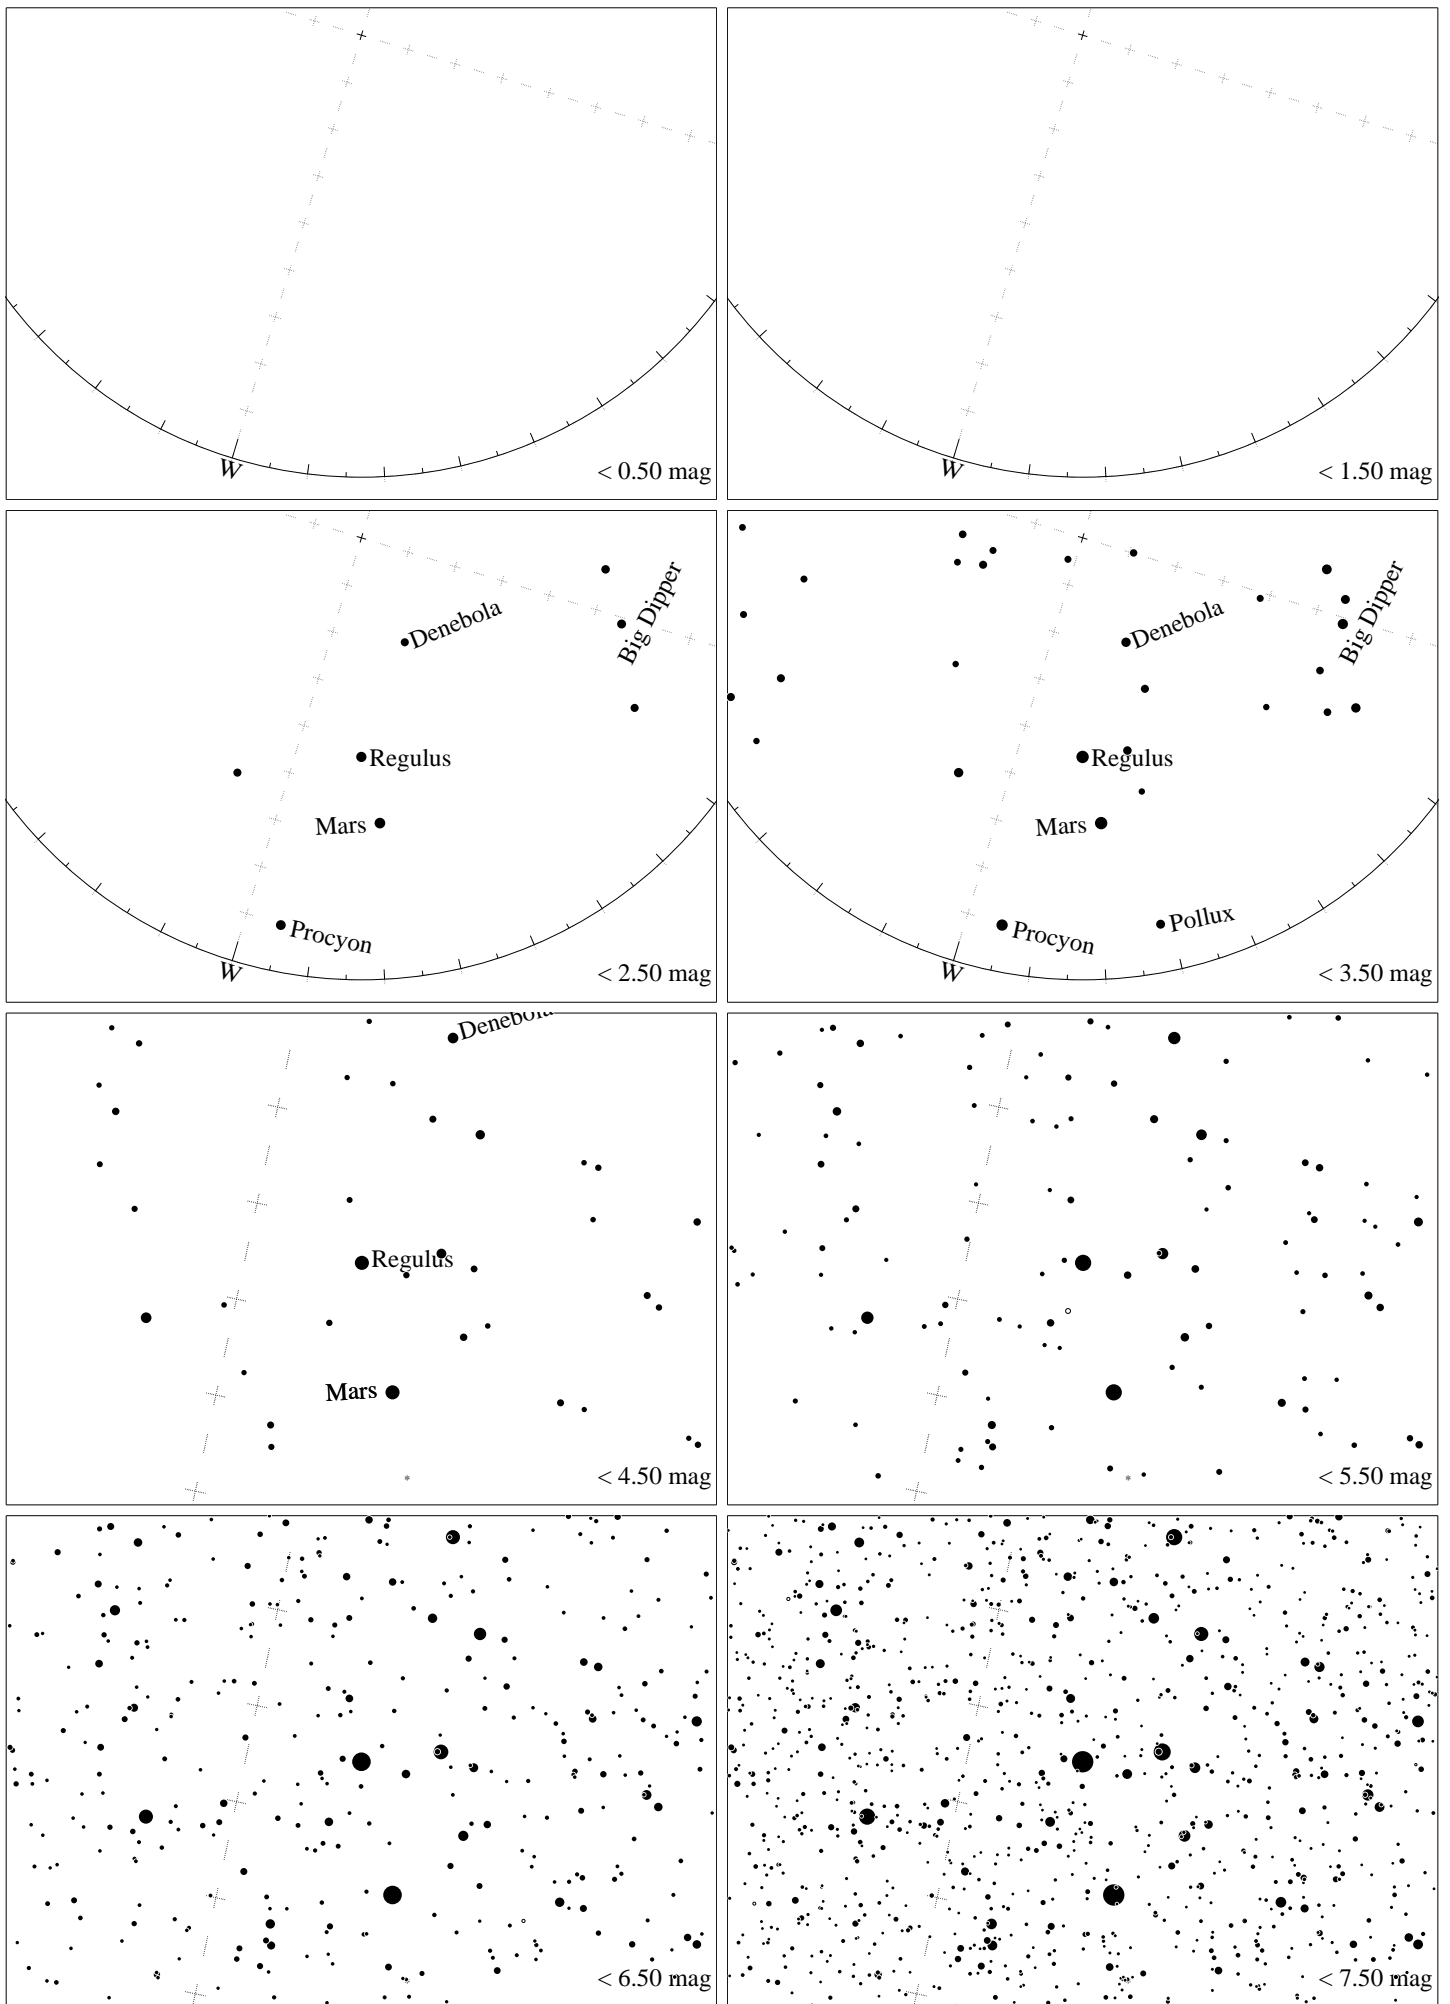 W
< 0.50 mag
W
< 1.50 mag
Big Dipper
Denebola
Regulus
Mars
Procyon
W
< 2.50 mag
Big Dipper
Denebola
Regulus
Mars
Pollux
Procyon
W
< 3.50 mag
Denebola
Regulus
Mars
< 4.50 mag
< 5.50 mag
< 6.50 mag
< 7.50 mag